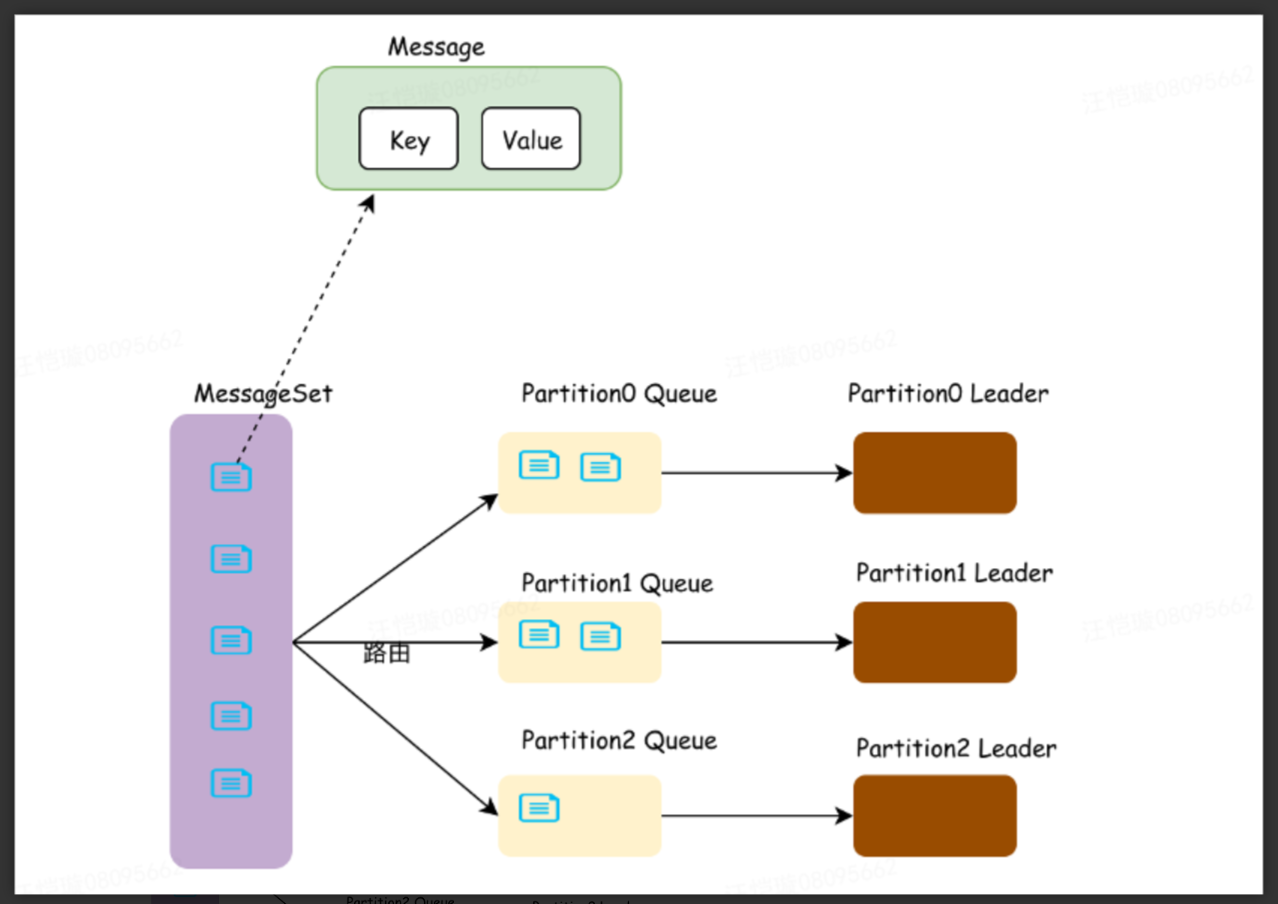 Message
Key
Value
MessageSet
Partition0 Queue
Partition0 Leader
Partition1 Queue
Partition1 Leader
路由
Partition2 Queue
Partition2 Leader
汪恺璇08095662
汪恺璇08095662
汪恺璇08095662
汪恺璇08095662
汪恺璇08095662
汪恺璇08095662
汪恺璇08095662
汪恺璇08095662
Partition2 Queue